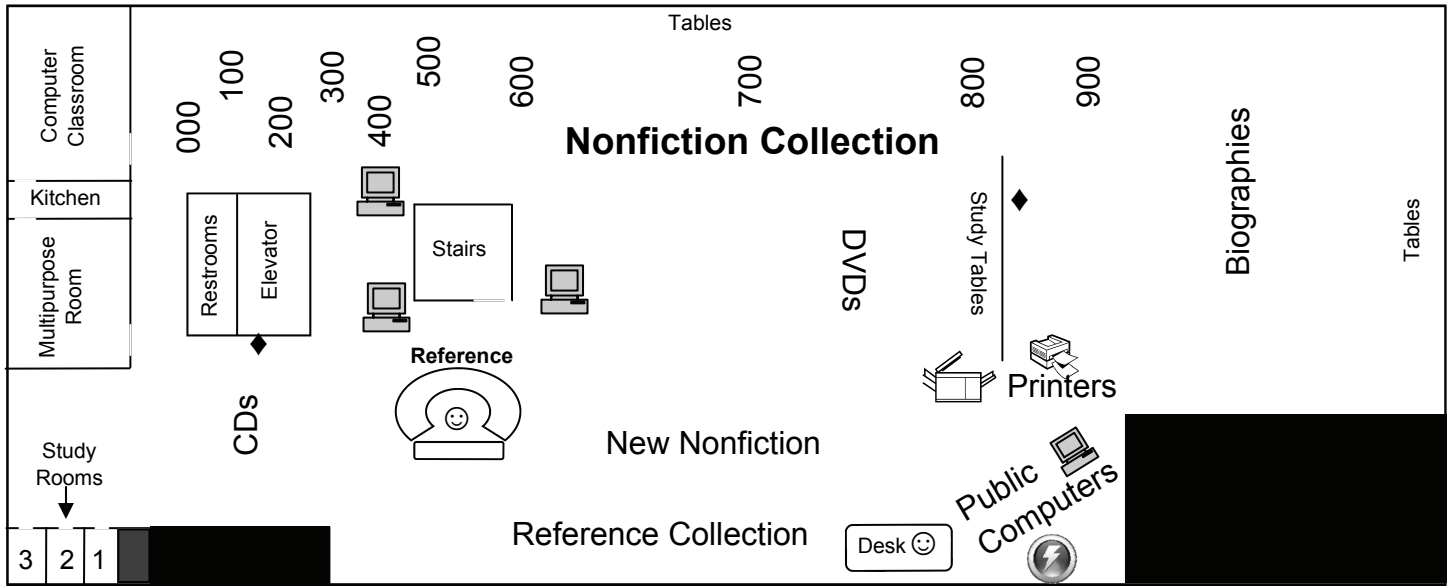 Tables
Computer
Classroom
000
100
200
300
400
500
600
700
800
900
Nonfiction Collection
Biographies
Tables
Kitchen
Multipurpose
Room
Restrooms
Elevator
Stairs
DVDs
Study Tables
Reference
Printers
CDs
New Nonfiction
Public
Computers
Study
Rooms
Reference Collection
Desk
3
2
1